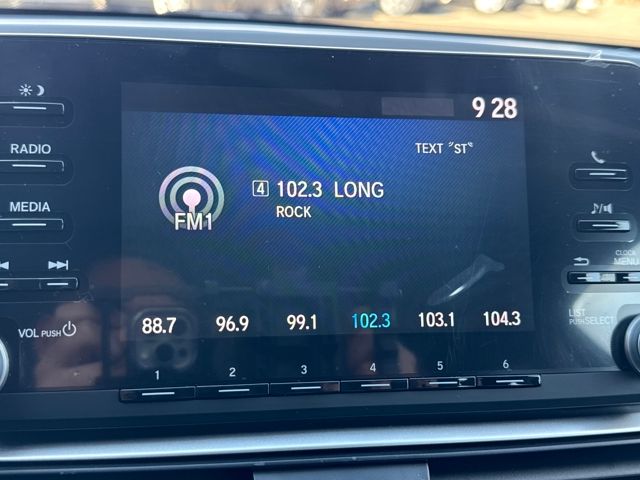 9 28
TEXT "ST"
RADIO
4 102.3 LONG
ROCK
FM1
MEDIA
CLOCK
MENU
VOL PUSH
88.7 96.9 99.1 102.3 103.1 104.3
LIST
PUSH SELECT
1 2 3 4 5 6